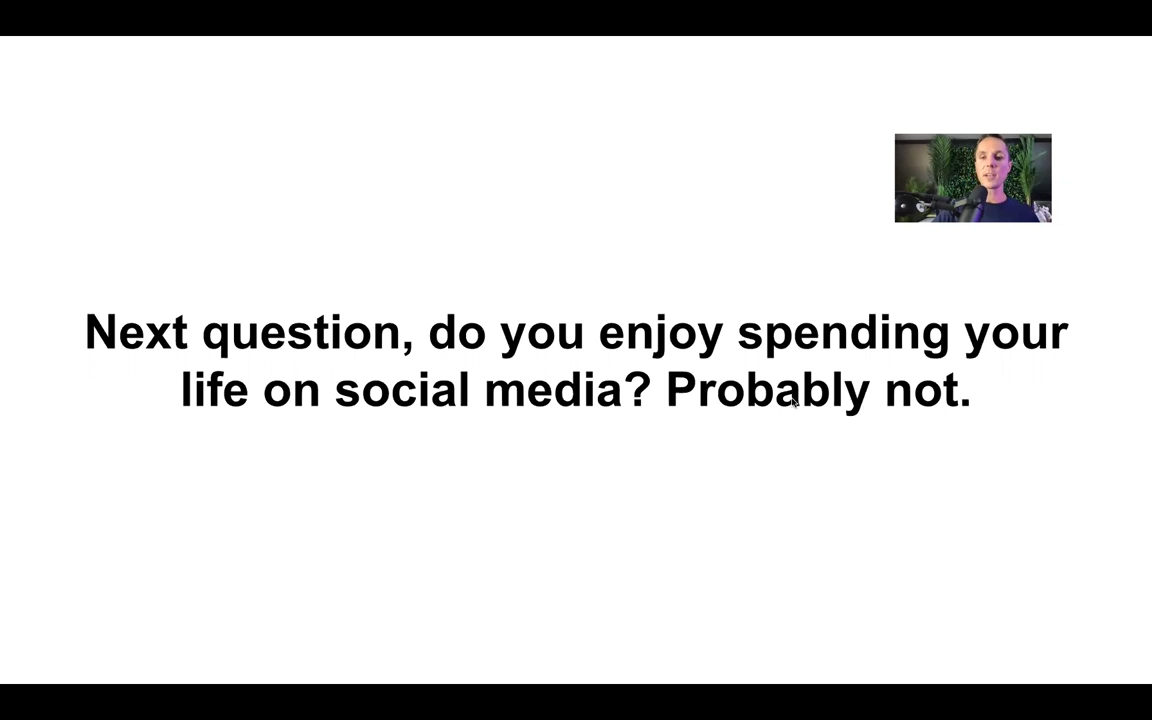 Next question, do you enjoy spending your
life on social media? Probably not.